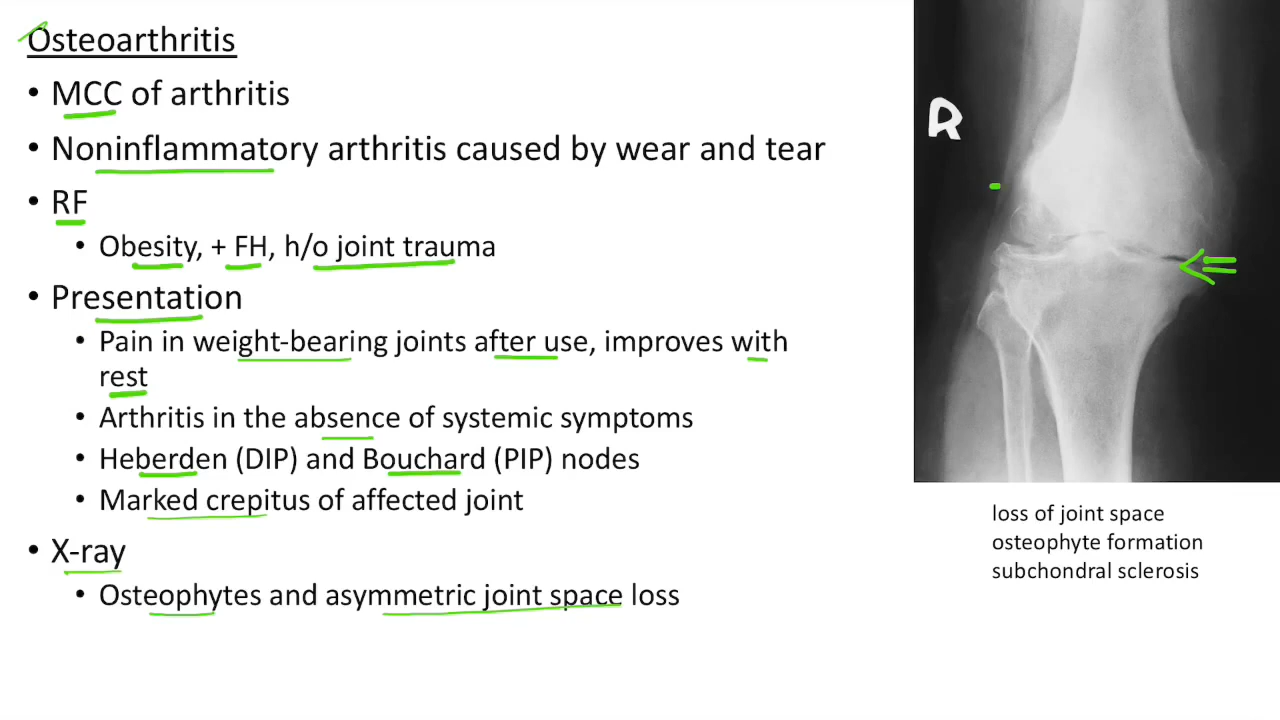 Osteoarthritis
• MCC of arthritis
• Noninflammatory arthritis caused by wear and tear
• RF
• Obesity, + FH, h/o joint trauma
• Presentation
• Pain in weight-bearing joints after use, improves with
rest
• Arthritis in the absence of systemic symptoms
• Heberden (DIP) and Bouchard (PIP) nodes
• Marked crepitus of affected joint
• X-ray
• Osteophytes and asymmetric joint space loss
R
loss of joint space
osteophyte formation
subchondral sclerosis